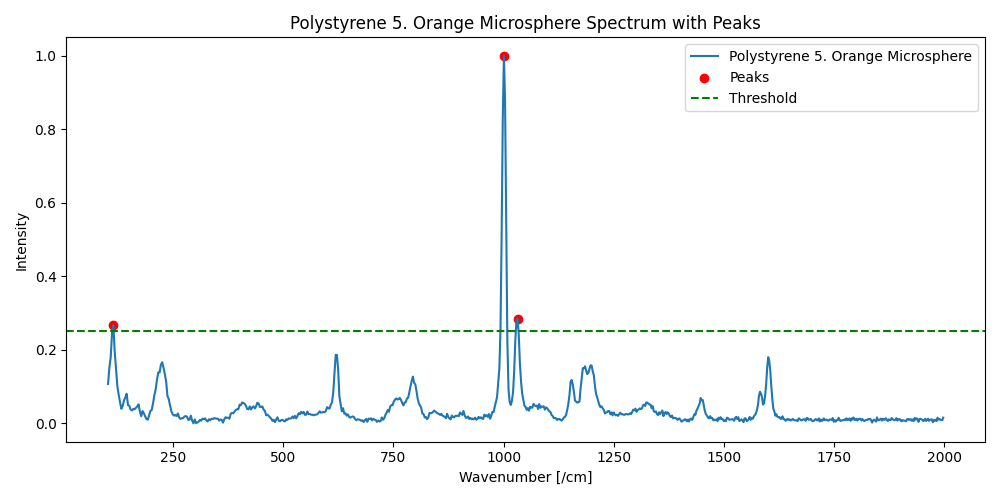 Polystyrene 5. Orange Microsphere Spectrum with Peaks
Polystyrene 5. Orange Microsphere
Peaks
Threshold
1.0
0.8
0.6
0.4
0.2
0.0
Intensity
250
500
750
1000
1250
1500
1750
2000
Wavenumber [/cm]